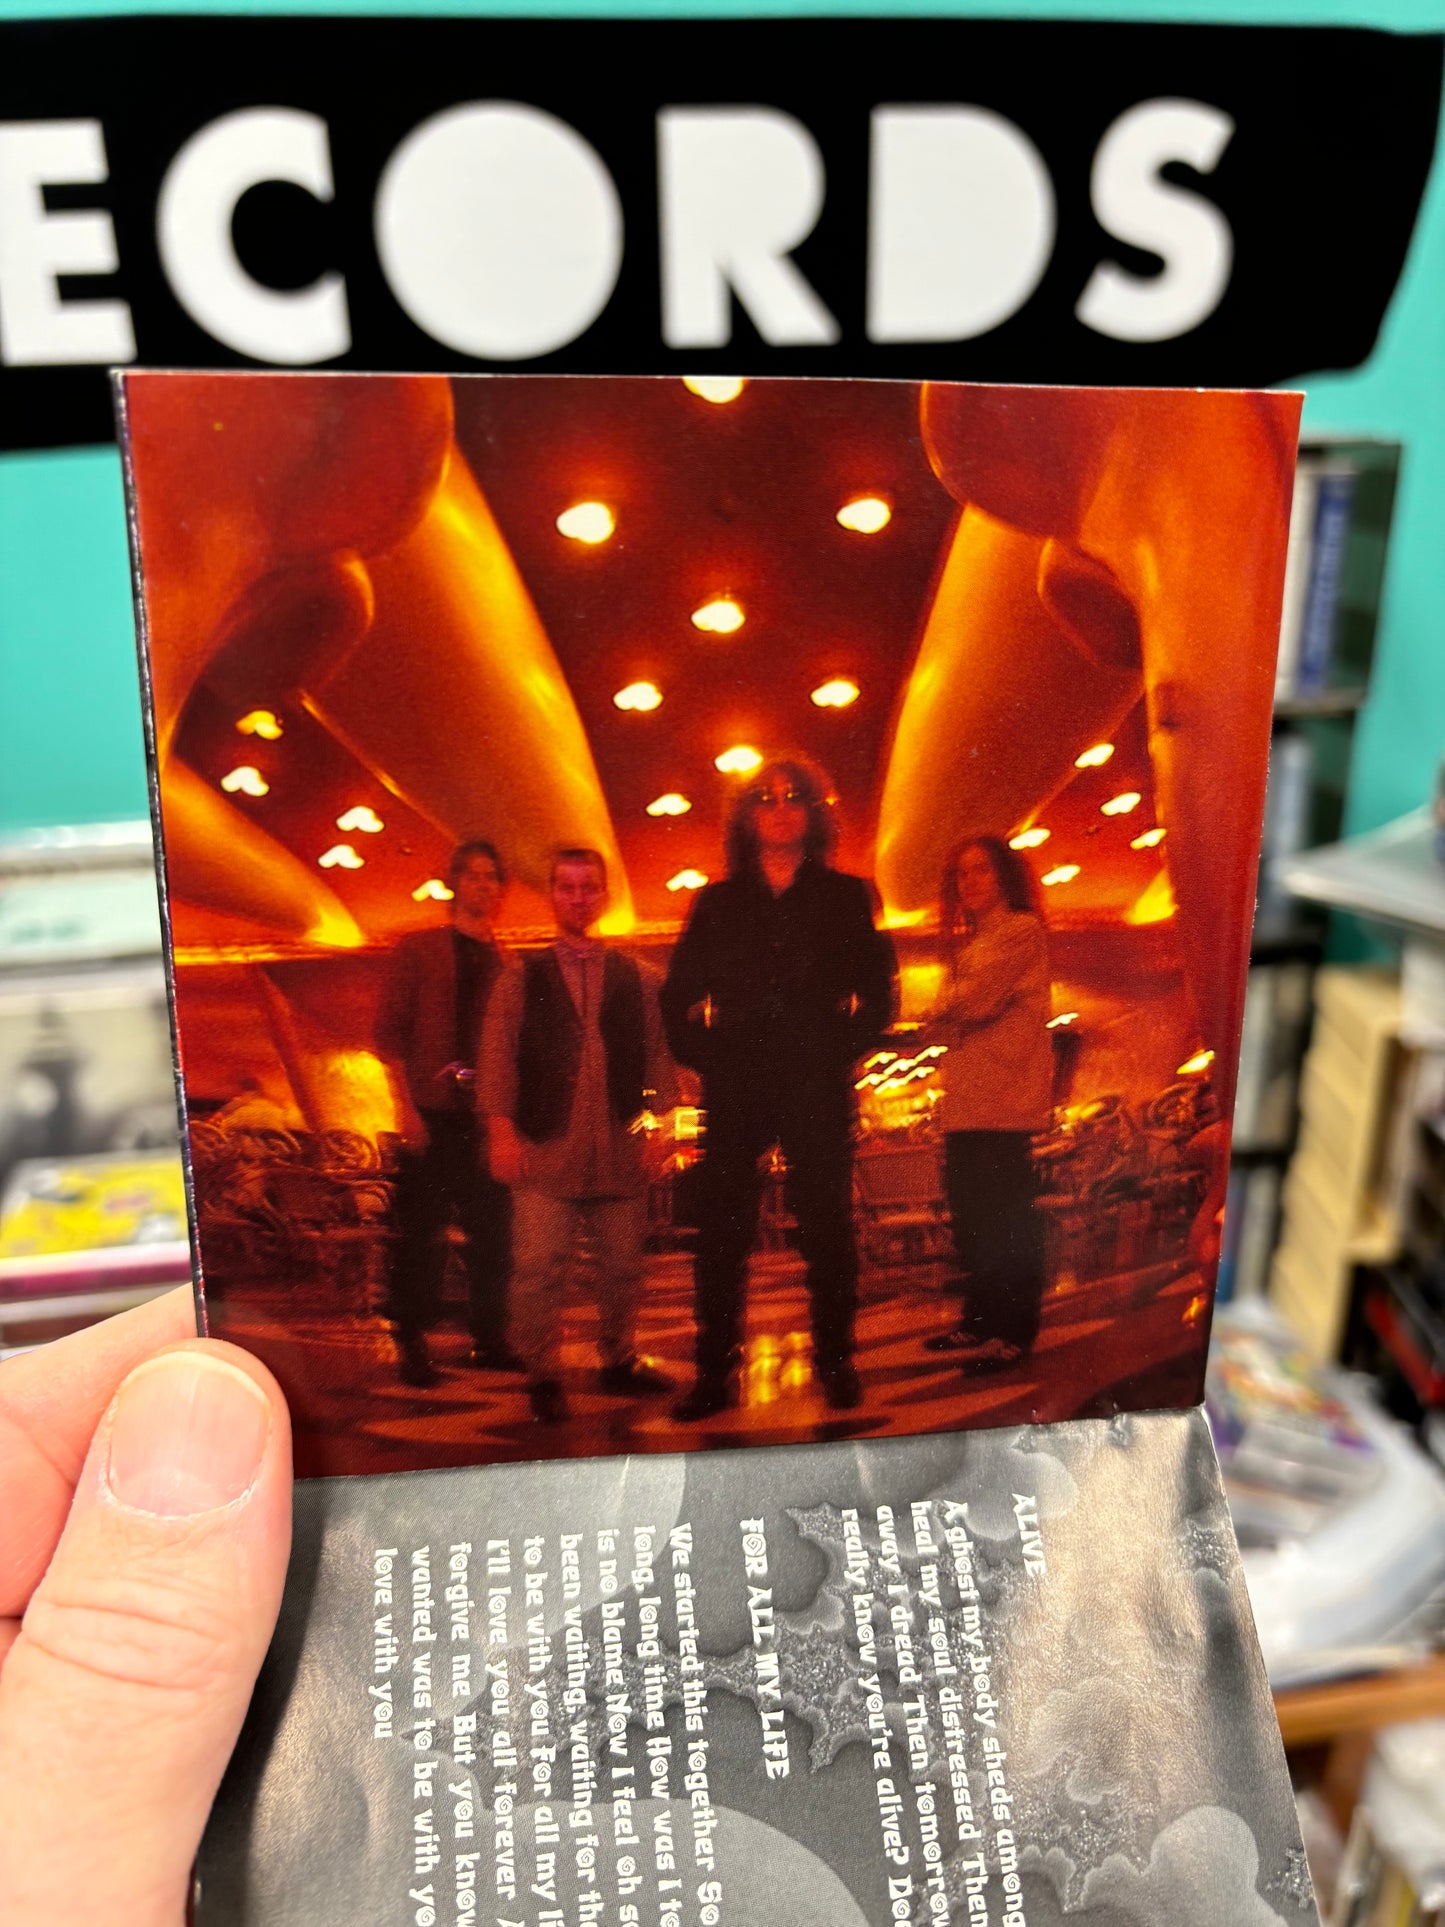 ECORDS
ALIVE
A ghost my body sheds among
head my soul distressed Then
away I dread Then tomorrow
really know you're alive? Do
FOR ALL MY LIFE
We started this together So
long, long time How was I to
is no blame Now I feel oh so
been waiting, waiting for the
to be with you For all my li
I'll love you all forever
forgive me But you know
wanted was to be with yo
love with you